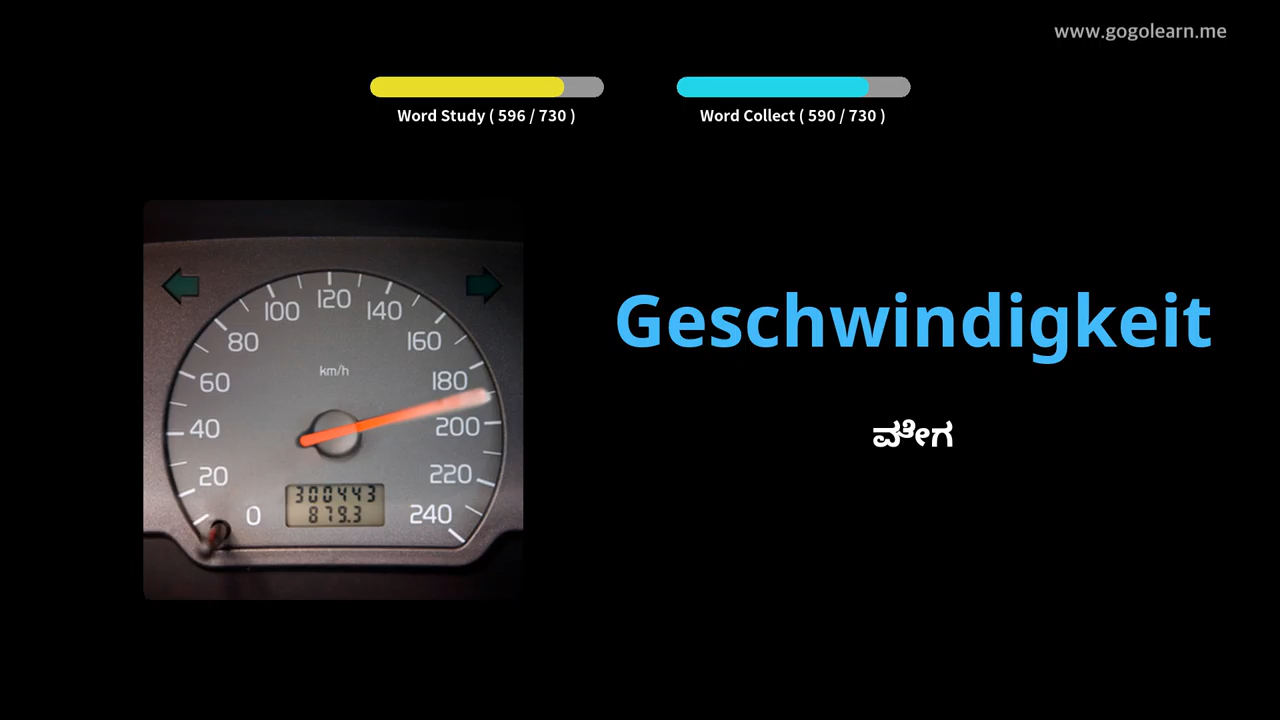 www.gogolearn.me
Word Study ( 596 / 730 )
Word Collect ( 590 / 730 )
Geschwindigkeit
ವೇಗ
120
100
140
80
160
km/h
60
180
40
200
20
220
300443
0
240
879.3